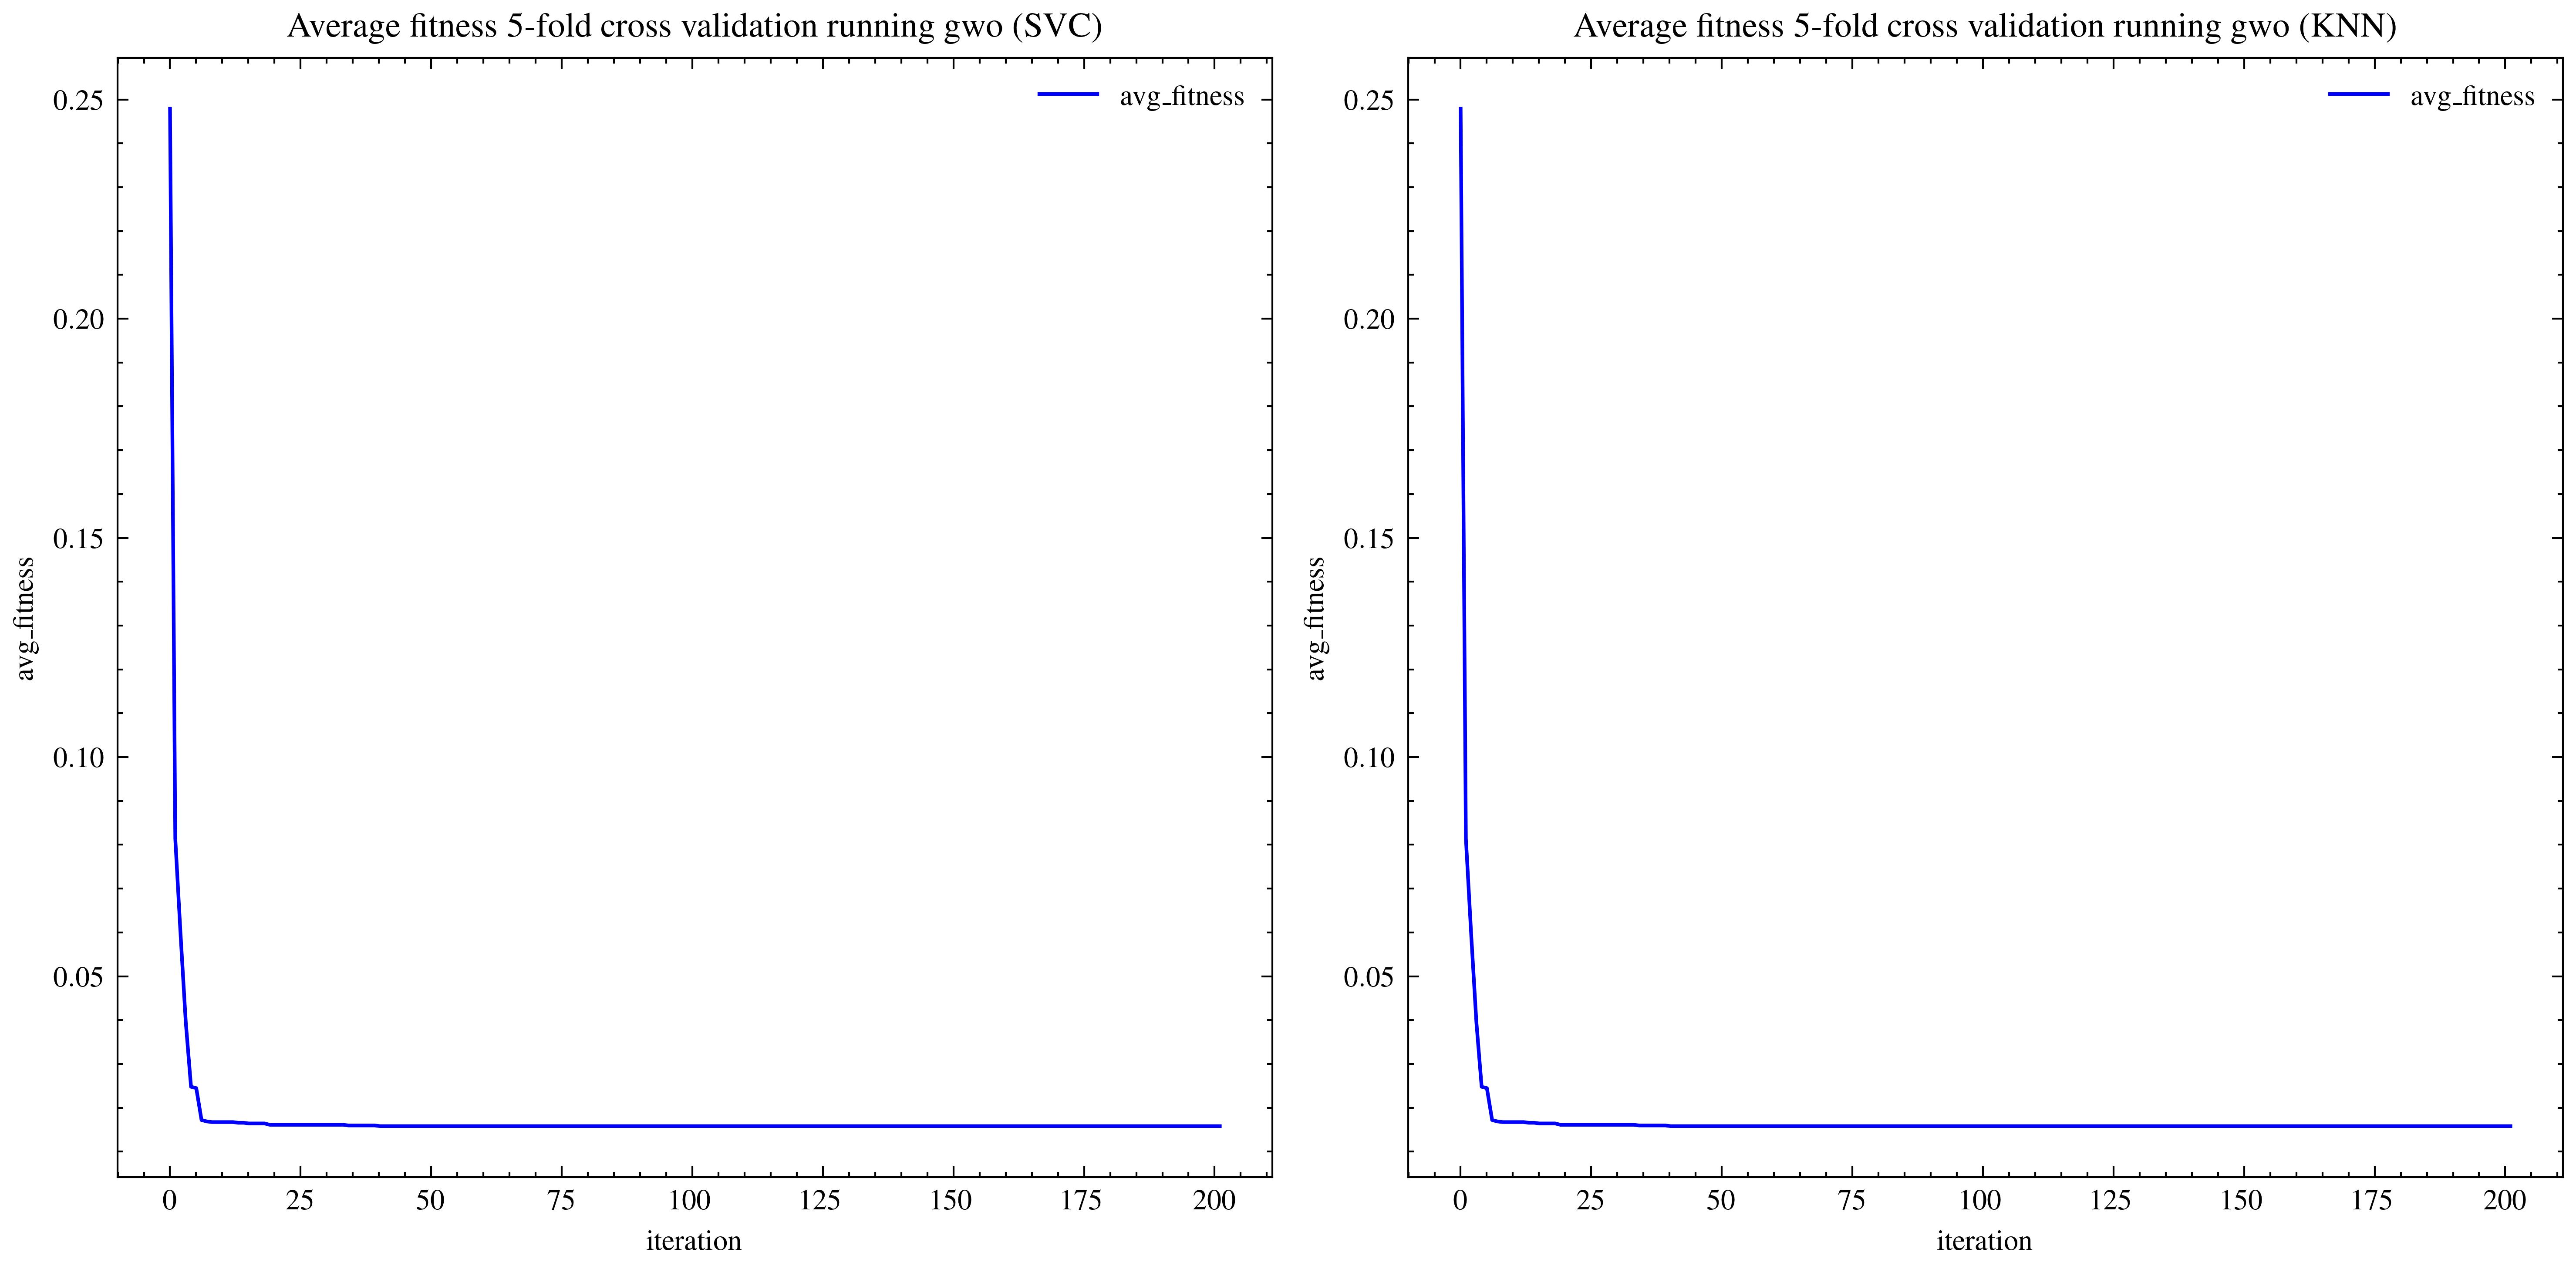 Average fitness 5-fold cross validation running gwo (SVC)
avg_fitness
0.25
0.20
0.15
0.10
0.05
avg_fitness
0 25 50 75 100 125 150 175 200
iteration
Average fitness 5-fold cross validation running gwo (KNN)
avg_fitness
0.25
0.20
0.15
0.10
0.05
avg_fitness
0 25 50 75 100 125 150 175 200
iteration